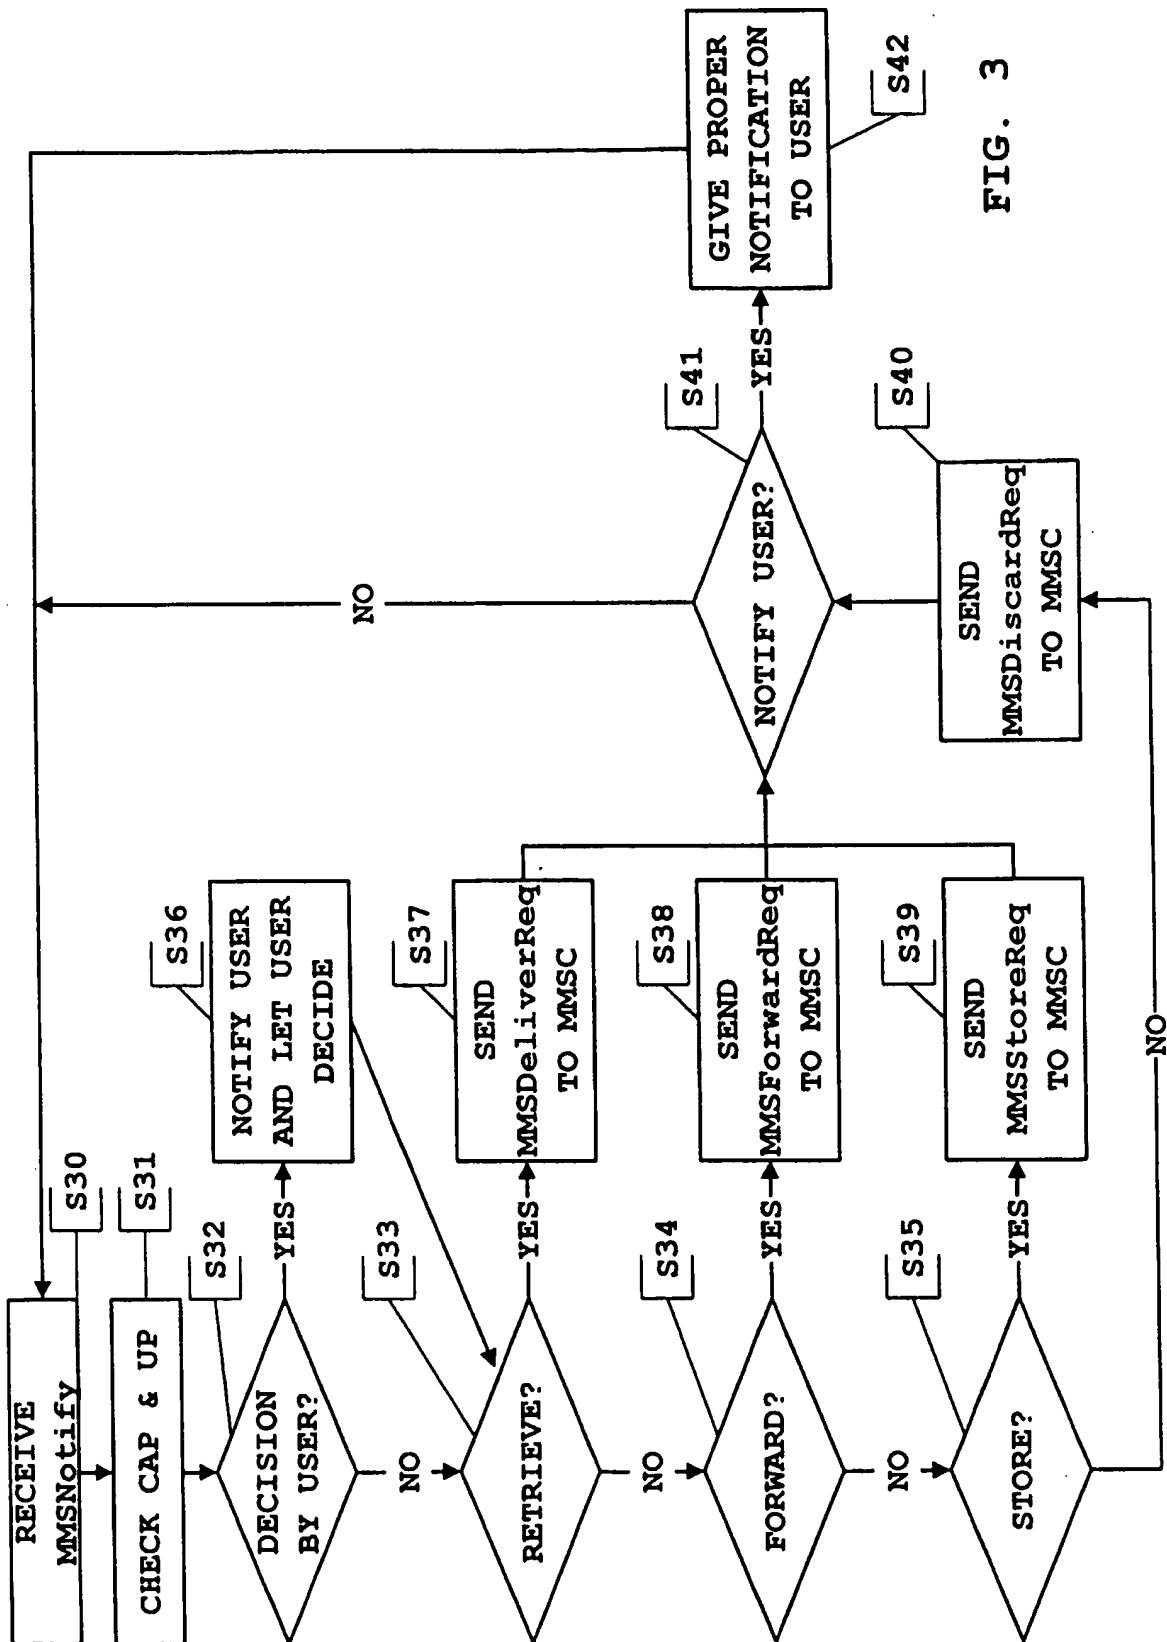 RECEIVE
MMSNotify
S30
CHECK CAP & UP
S31
DECISION
BY USER?
S32
YES
NOTIFY USER
AND LET USER
DECIDE
S36
NO
RETRIEVE?
S33
YES
SEND
MMSDeliverReq
TO MMSC
S37
NO
FORWARD?
S34
YES
SEND
MMSForwardReq
TO MMSC
S38
NO
STORE?
S35
YES
SEND
MMSStoreReq
TO MMSC
S39
NO
SEND
MMSDiscardReq
TO MMSC
S40
NOTIFY USER?
S41
NO
YES
GIVE PROPER
NOTIFICATION
TO USER
S42
FIG. 3